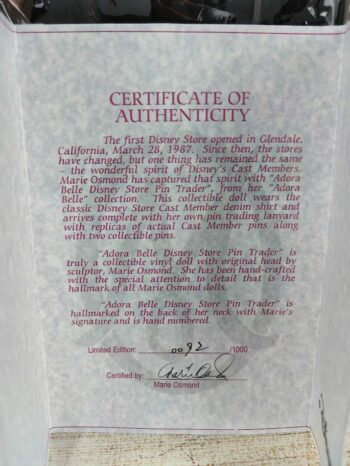 CERTIFICATE OF
AUTHENTICITY
The first Disney Store opened in Glendale,
California, March 28, 1987. Since then, the stores
have changed, but one thing has remained the same
– the wonderful spirit of Disney's Cast Members.
Marie Osmond has captured that spirit with "Adora
Belle Disney Store Pin Trader", from her "Adora
Belle" collection. This collectible doll wears the
classic Disney Store Cast Member denim shirt and
arrives complete with her own pin trading lanyard
with replicas of actual Cast Member pins along
with two collectible pins.
"Adora Belle Disney Store Pin Trader" is
truly a collectible vinyl doll with original head by
sculptor, Marie Osmond. She has been hand-crafted
with the special attention to detail that is the
hallmark of all Marie Osmond dolls.
"Adora Belle Disney Store Pin Trader" is
hallmarked on the back of her neck with Marie's
signature and is hand numbered.
Limited Edition: 0092 /1000
Certified by:
Marie Osmond